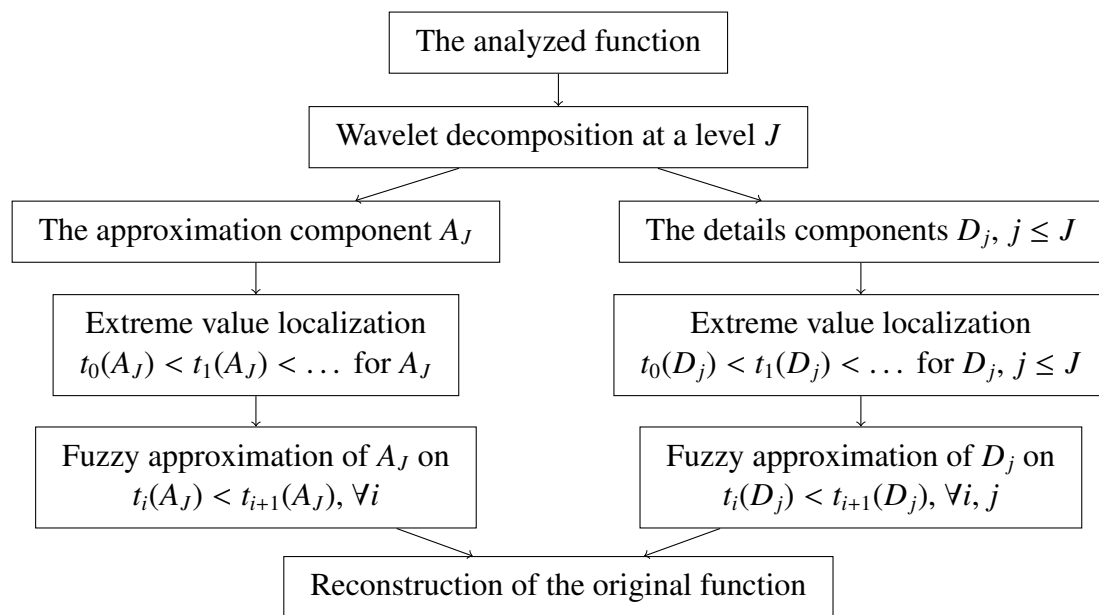 The analyzed function
Wavelet decomposition at a level J
The approximation component A_J
The details components D_j, j ≤ J
Extreme value localization
t_0(A_J) < t_1(A_J) < … for A_J
Extreme value localization
t_0(D_j) < t_1(D_j) < … for D_j, j ≤ J
Fuzzy approximation of A_J on
t_i(A_J) < t_{i+1}(A_J), ∀i
Fuzzy approximation of D_j on
t_i(D_j) < t_{i+1}(D_j), ∀i, j
Reconstruction of the original function